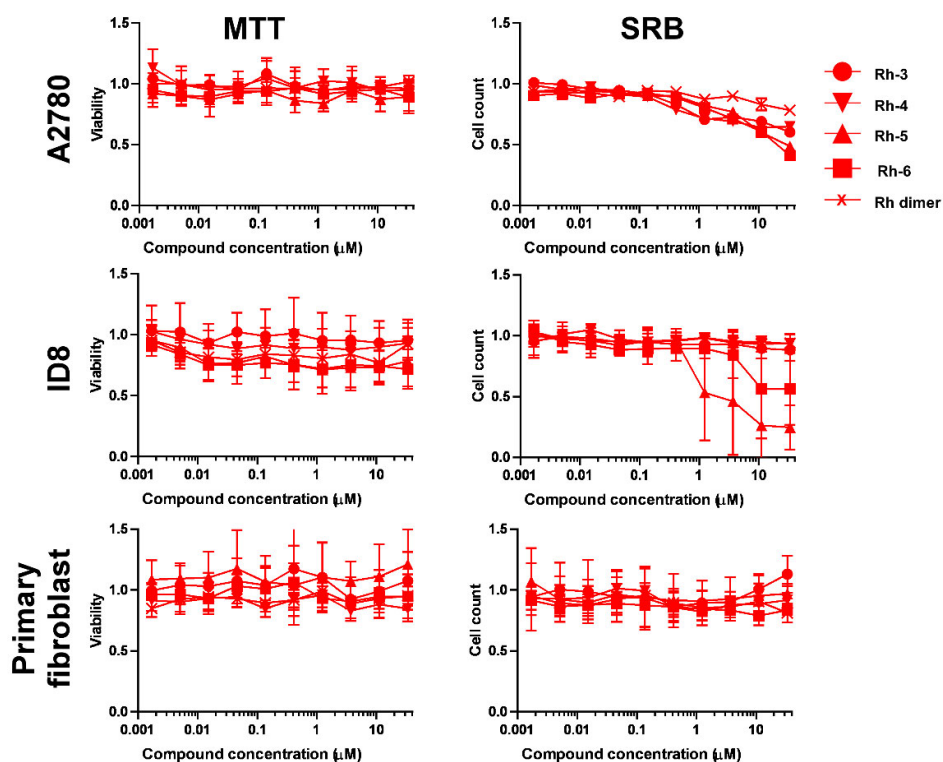 MTT
SRB
A2780
1.5
1.0
0.5
0.0
Viability
0.001
0.01
0.1
1
10
Compound concentration (μM)
1.5
1.0
0.5
0.0
Cell count
0.001
0.01
0.1
1
10
Compound concentration (μM)
Rh-3
Rh-4
Rh-5
Rh-6
Rh dimer
ID8
1.5
1.0
0.5
0.0
Viability
0.001
0.01
0.1
1
10
Compound concentration (μM)
1.5
1.0
0.5
0.0
Cell count
0.001
0.01
0.1
1
10
Compound concentration (μM)
Primary
fibroblast
1.5
1.0
0.5
0.0
Viability
0.001
0.01
0.1
1
10
Compound concentration (μM)
1.5
1.0
0.5
0.0
Cell count
0.001
0.01
0.1
1
10
Compound concentration (μM)